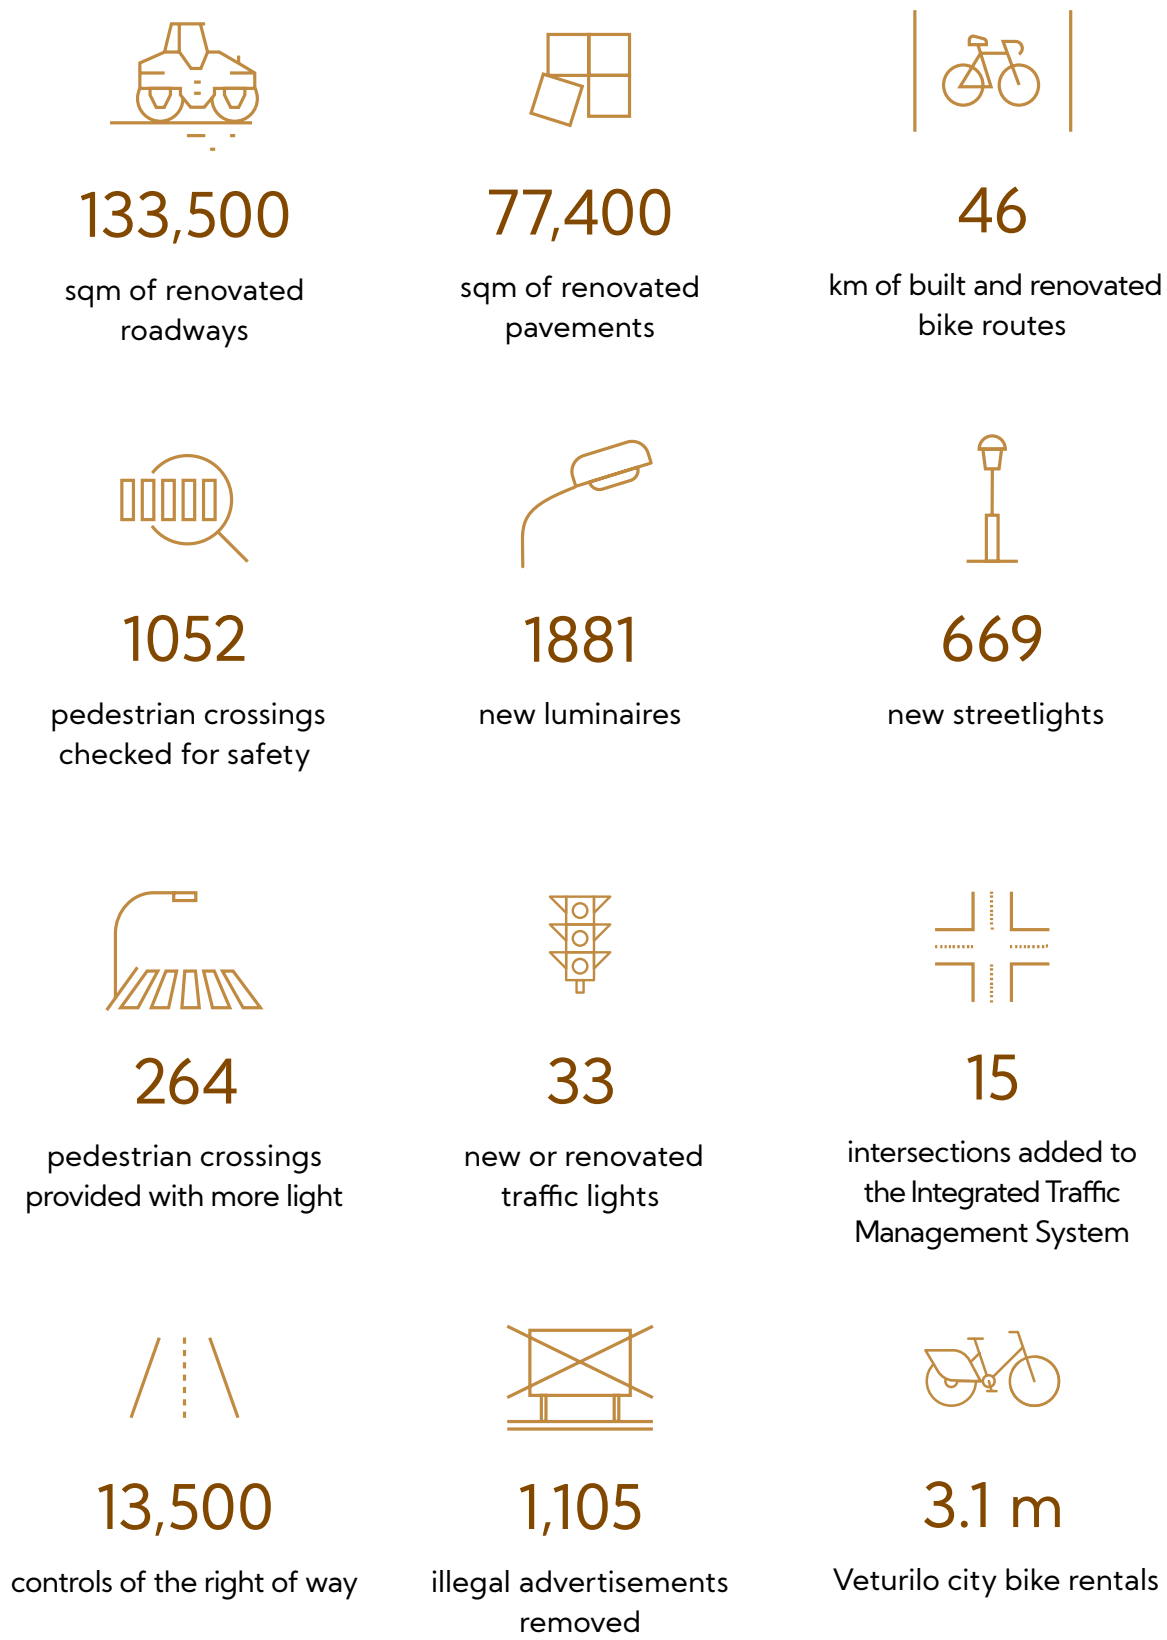 133,500
sqm of renovated
roadways
77,400
sqm of renovated
pavements
46
km of built and renovated
bike routes
1052
pedestrian crossings
checked for safety
1881
new luminaires
669
new streetlights
264
pedestrian crossings
provided with more light
33
new or renovated
traffic lights
15
intersections added to
the Integrated Traffic
Management System
13,500
controls of the right of way
1,105
illegal advertisements
removed
3.1 m
Veturilo city bike rentals